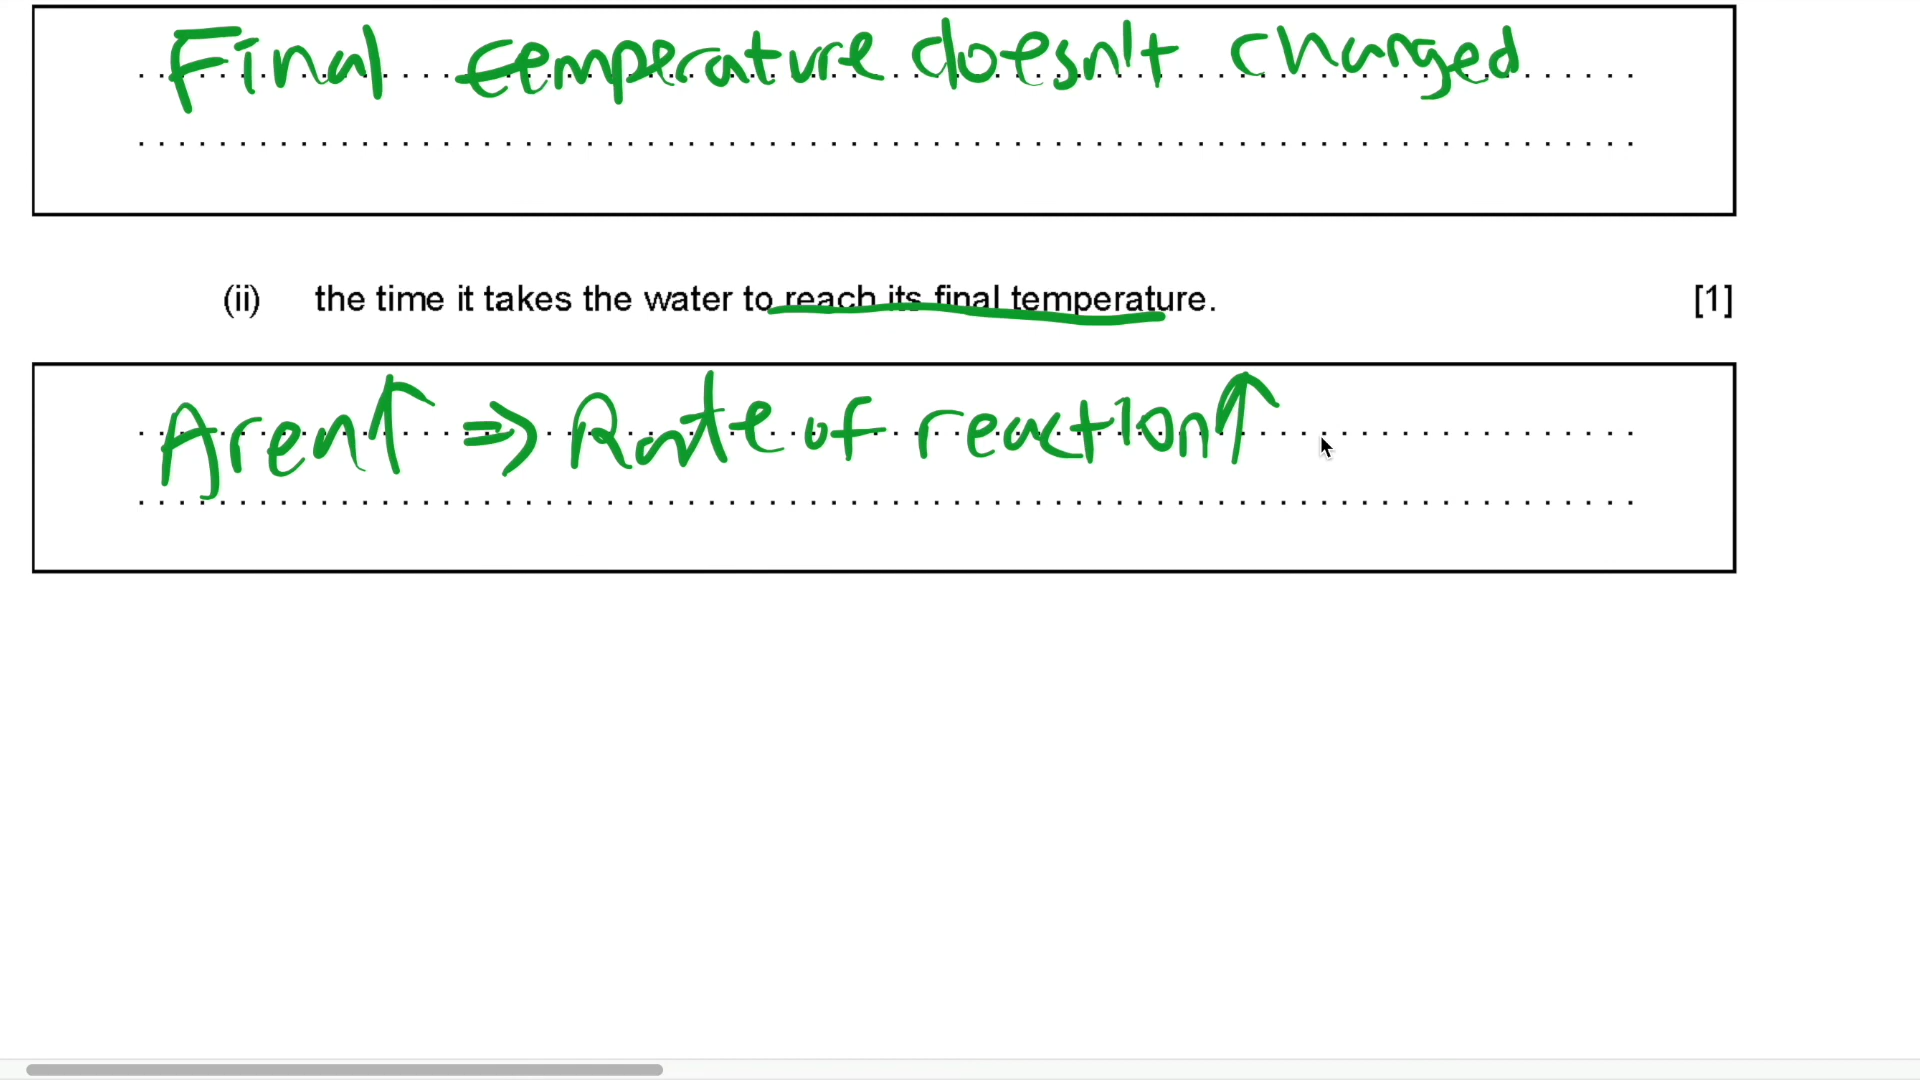 Final temperature doesn't changed
(ii) the time it takes the water to reach its final temperature. [1]
Area↑ ⇒ Rate of reaction↑